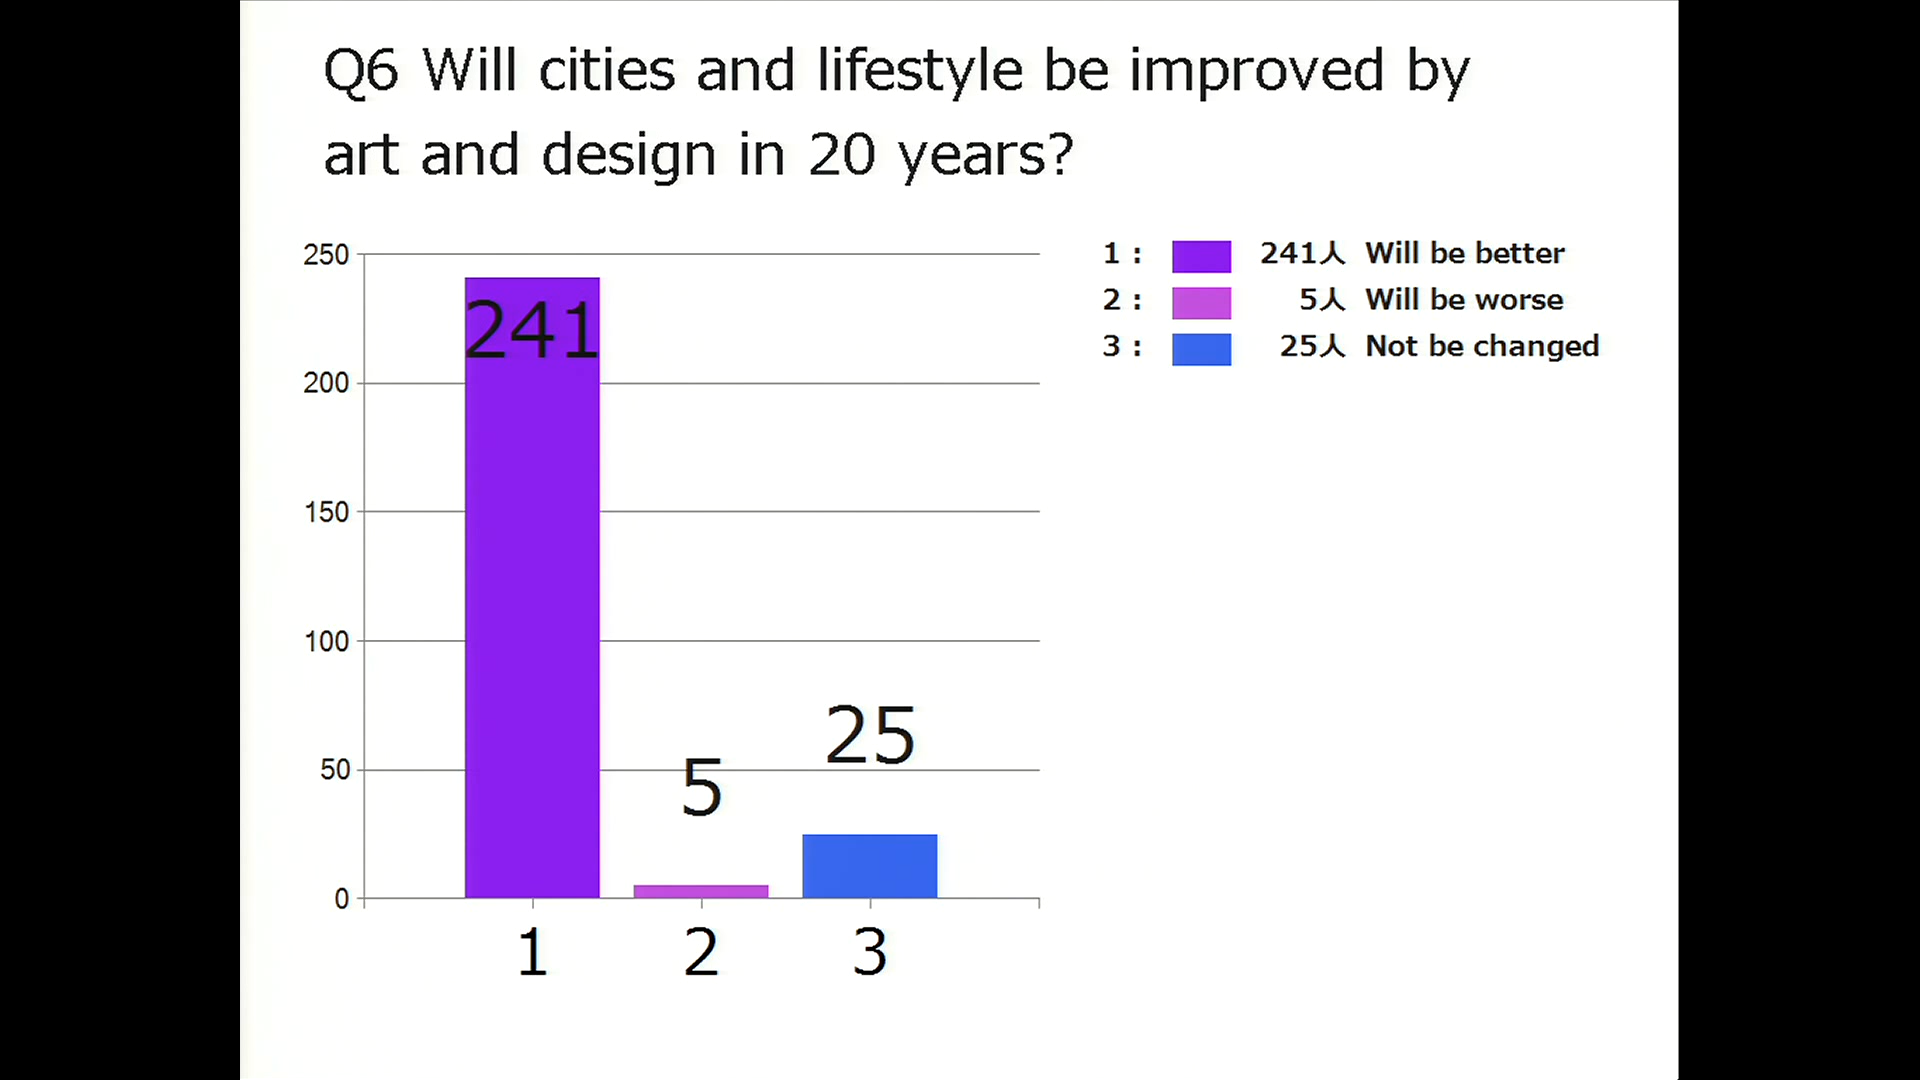 Q6 Will cities and lifestyle be improved by
art and design in 20 years?
250
200
150
100
50
0
241
5
25
1
2
3
1 : 241人 Will be better
2 : 5人 Will be worse
3 : 25人 Not be changed